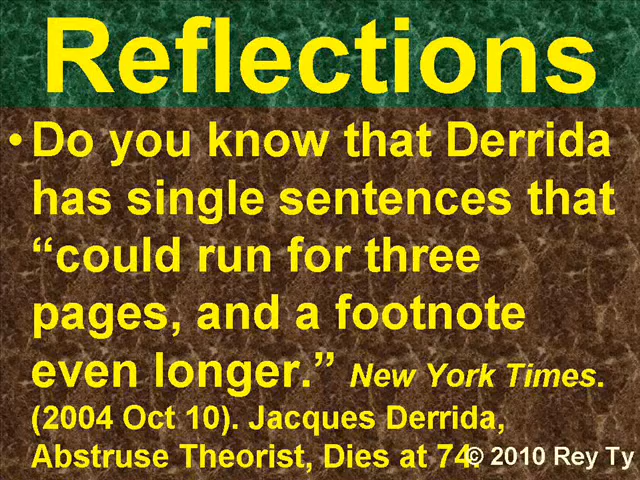 Reflections
• Do you know that Derrida
has single sentences that
“could run for three
pages, and a footnote
even longer.” New York Times.
(2004 Oct 10). Jacques Derrida,
Abstruse Theorist, Dies at 74.
© 2010 Rey Ty